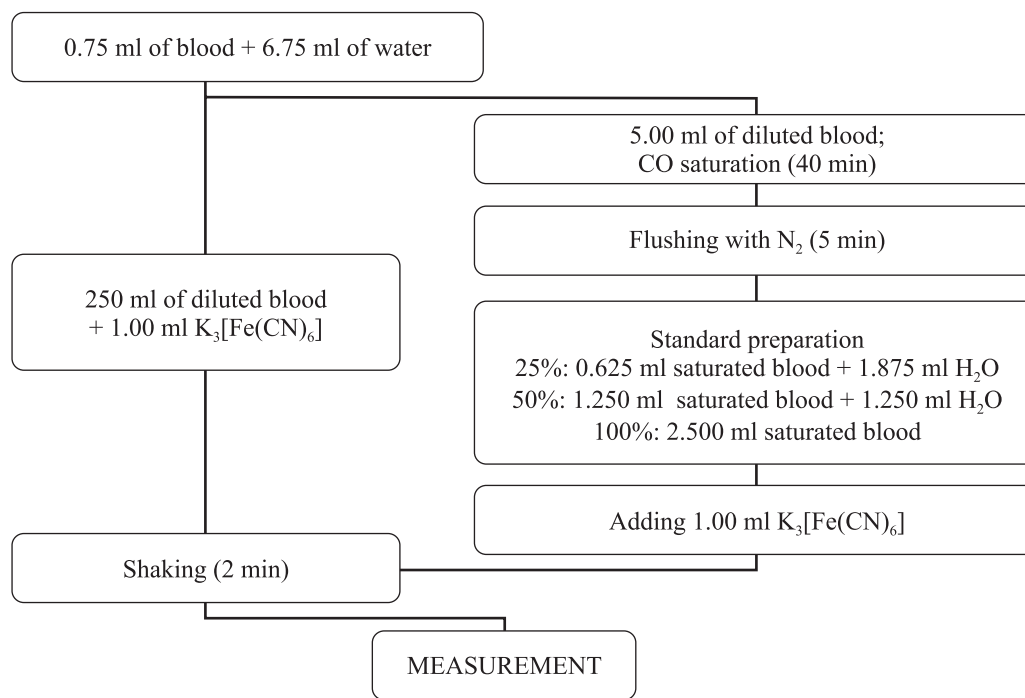 0.75 ml of blood + 6.75 ml of water
5.00 ml of diluted blood;
CO saturation (40 min)
Flushing with N₂ (5 min)
250 ml of diluted blood
+ 1.00 ml K₃[Fe(CN)₆]
Standard preparation
25%: 0.625 ml saturated blood + 1.875 ml H₂O
50%: 1.250 ml saturated blood + 1.250 ml H₂O
100%: 2.500 ml saturated blood
Adding 1.00 ml K₃[Fe(CN)₆]
Shaking (2 min)
MEASUREMENT